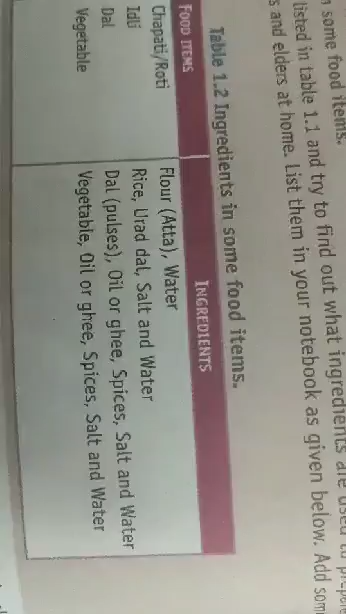 some food items.
listed in table 1.1 and try to find out what ingredients are used to
and elders at home. List them in your notebook as given below. Add
Table 1.2 Ingredients in some food items.
FOOD ITEMS INGREDIENTS
Chapati/Roti Flour (Atta), Water
Idli Rice, Urad dal, Salt and Water
Dal Dal (pulses), Oil or ghee, Spices, Salt and Water
Vegetable Vegetable, Oil or ghee, Spices, Salt and Water